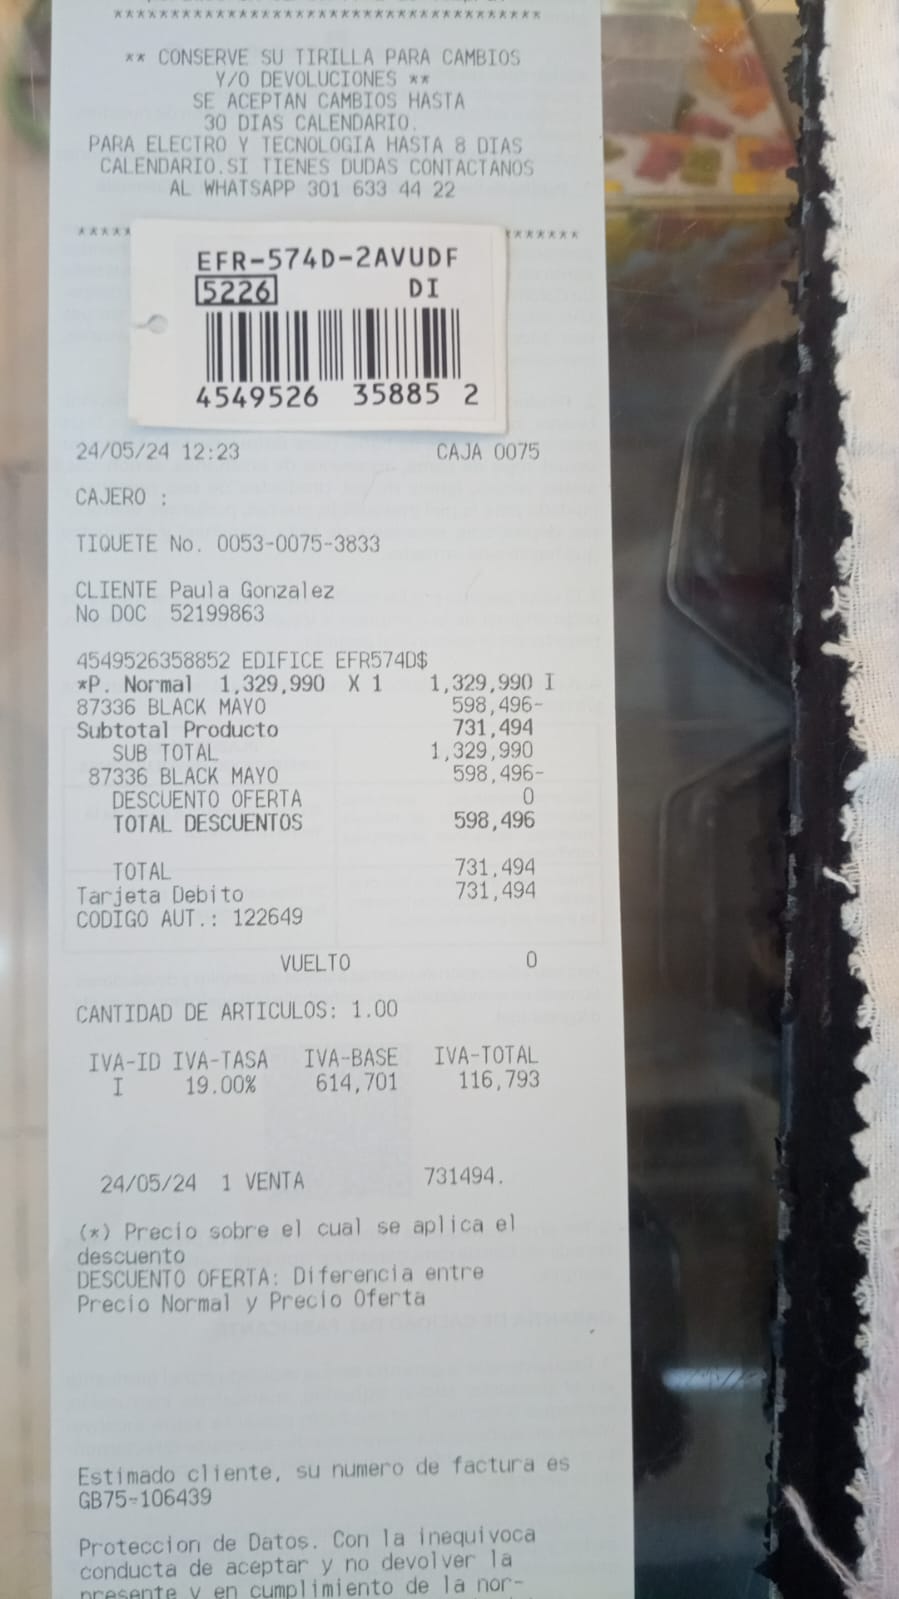 ****************************************
** CONSERVE SU TIRILLA PARA CAMBIOS
Y/O DEVOLUCIONES **
SE ACEPTAN CAMBIOS HASTA
30 DIAS CALENDARIO.
PARA ELECTRO Y TECNOLOGIA HASTA 8 DIAS
CALENDARIO.SI TIENES DUDAS CONTACTANOS
AL WHATSAPP 301 633 44 22
EFR-574D-2AVUDF
5226 DI
4549526 35885 2
24/05/24 12:23 CAJA 0075
CAJERO :
TIQUETE No. 0053-0075-3833
CLIENTE Paula Gonzalez
No DOC 52199863
4549526358852 EDIFICE EFR574D$
*P. Normal 1,329,990 X 1 1,329,990 I
87336 BLACK MAYO 598,496-
Subtotal Producto 731,494
SUB TOTAL 1,329,990
87336 BLACK MAYO 598,496-
DESCUENTO OFERTA 0
TOTAL DESCUENTOS 598,496
TOTAL 731,494
Tarjeta Debito 731,494
CODIGO AUT.: 122649
VUELTO 0
CANTIDAD DE ARTICULOS: 1.00
IVA-ID IVA-TASA IVA-BASE IVA-TOTAL
I 19.00% 614,701 116,793
24/05/24 1 VENTA 731494.
(*) Precio sobre el cual se aplica el
descuento
DESCUENTO OFERTA: Diferencia entre
Precio Normal y Precio Oferta
Estimado cliente, su numero de factura es
GB75-106439
Proteccion de Datos. Con la inequivoca
conducta de aceptar y no devolver la
presente y en cumplimiento de la nor-